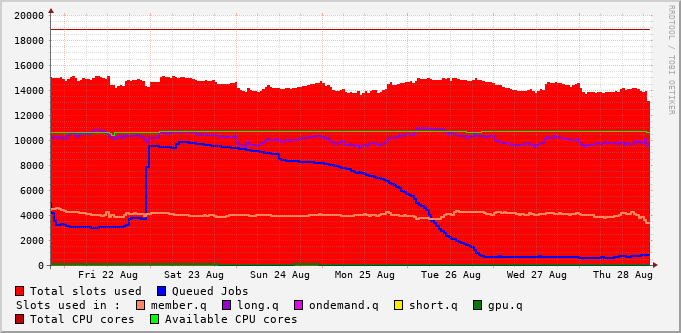 RRDTOOL / TOBI OETIKER
20000
18000
16000
14000
12000
10000
8000
6000
4000
2000
0
Fri 22 Aug Sat 23 Aug Sun 24 Aug Mon 25 Aug Tue 26 Aug Wed 27 Aug Thu 28 Aug
Total slots used Queued Jobs
Slots used in : member.q long.q ondemand.q short.q gpu.q
Total CPU cores Available CPU cores